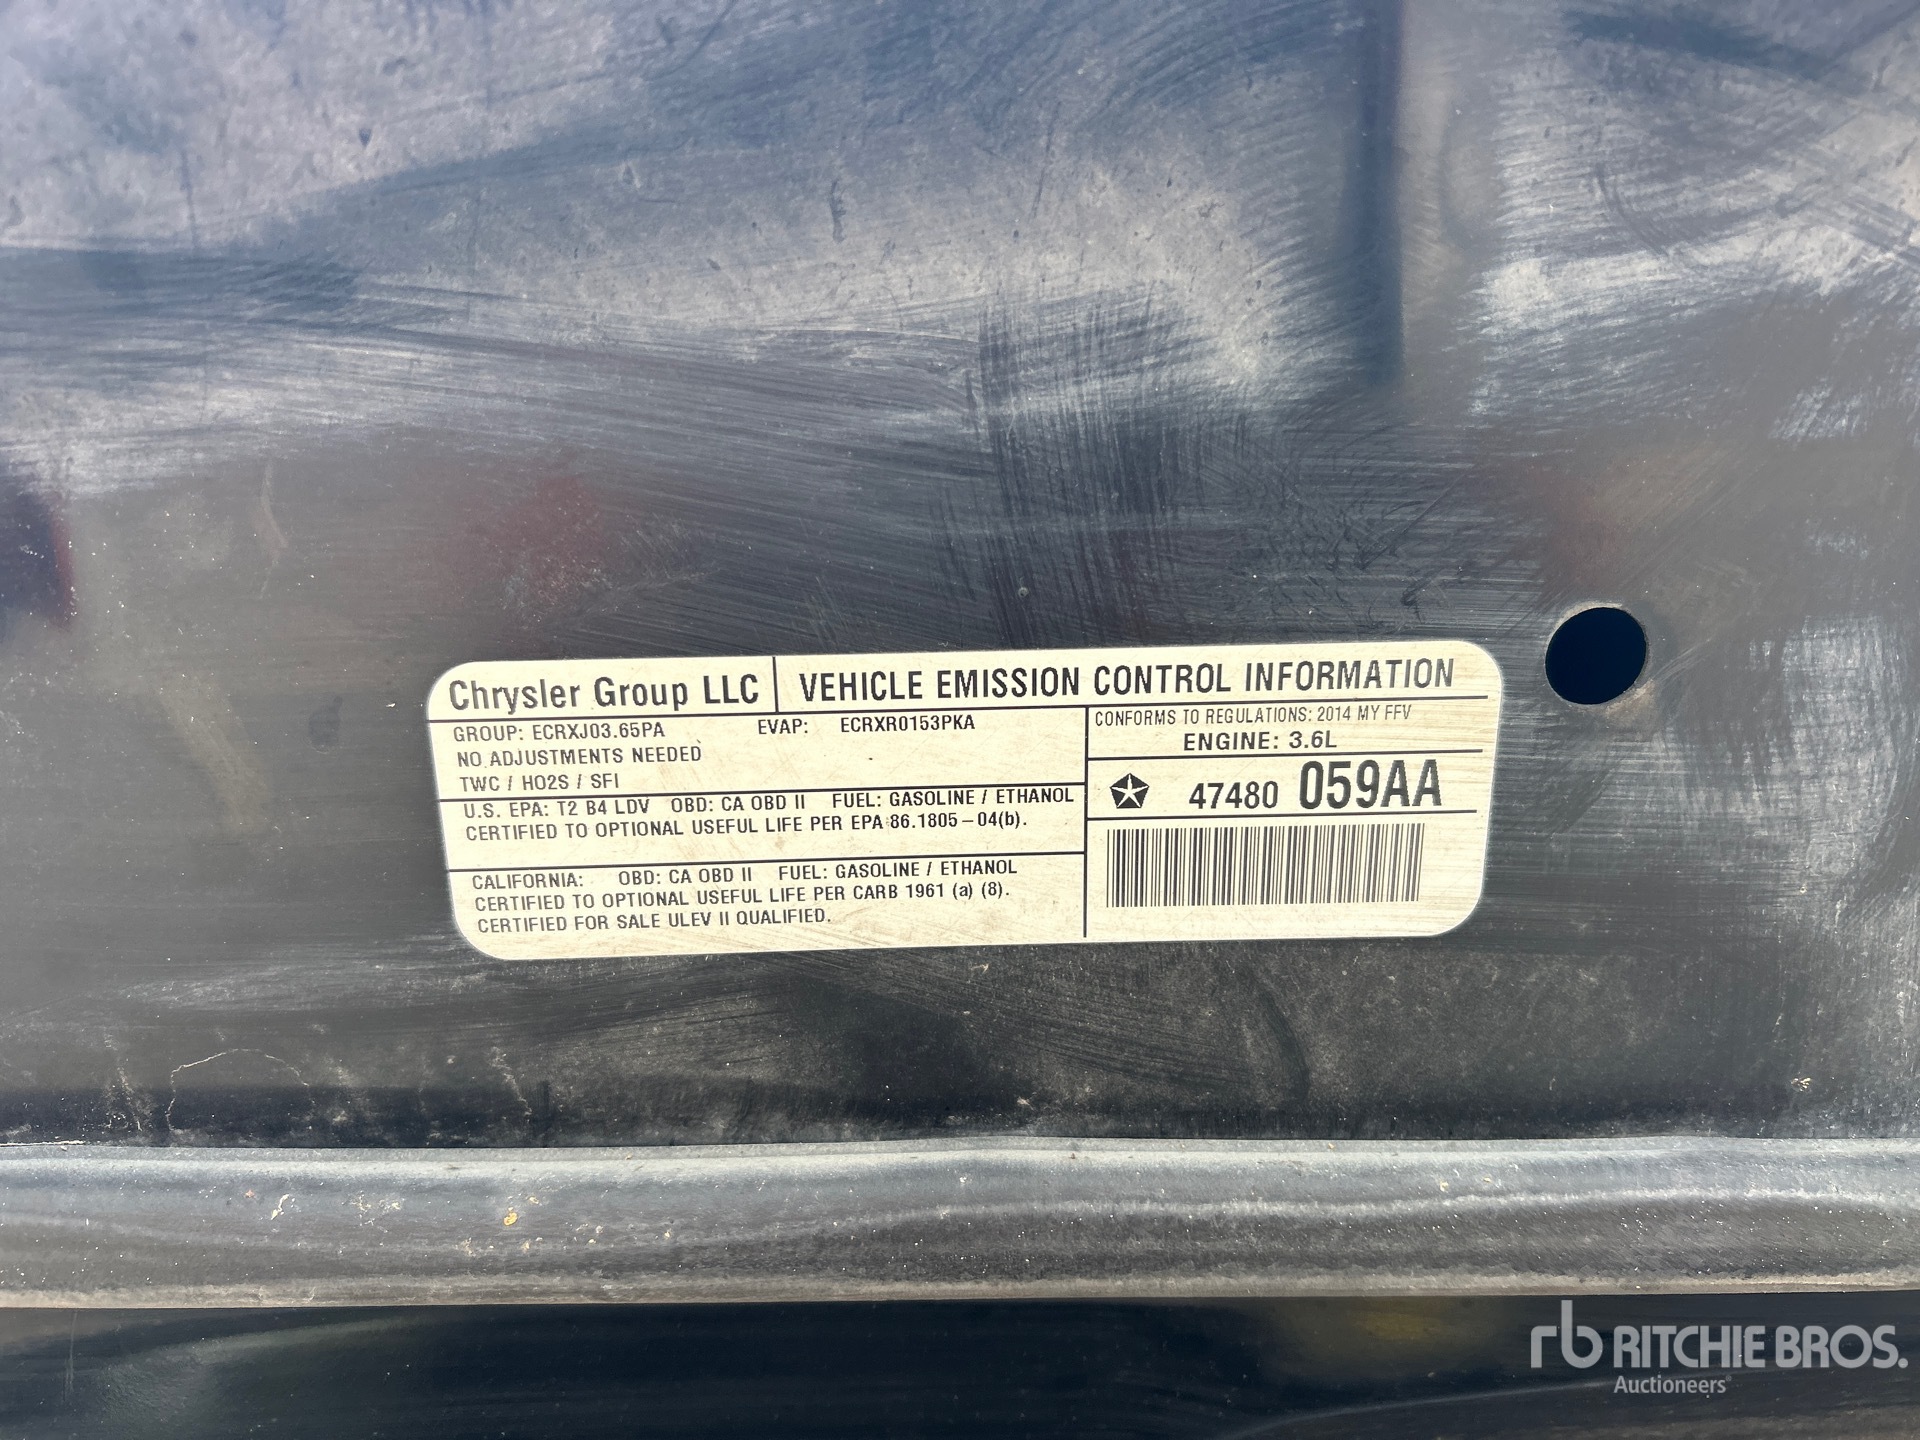 Chrysler Group LLC VEHICLE EMISSION CONTROL INFORMATION
GROUP: ECRXJ03.65PA EVAP: ECRXR0153PKA
NO ADJUSTMENTS NEEDED
TWC / HO2S / SFI
U.S. EPA: T2 B4 LDV OBD: CA OBD II FUEL: GASOLINE / ETHANOL
CERTIFIED TO OPTIONAL USEFUL LIFE PER EPA 86.1805-04(b).
CALIFORNIA: OBD: CA OBD II FUEL: GASOLINE / ETHANOL
CERTIFIED TO OPTIONAL USEFUL LIFE PER CARB 1961 (a) (8).
CERTIFIED FOR SALE ULEV II QUALIFIED.
CONFORMS TO REGULATIONS: 2014 MY FFV
ENGINE: 3.6L
47480 059AA
rb RITCHIE BROS.
Auctioneers